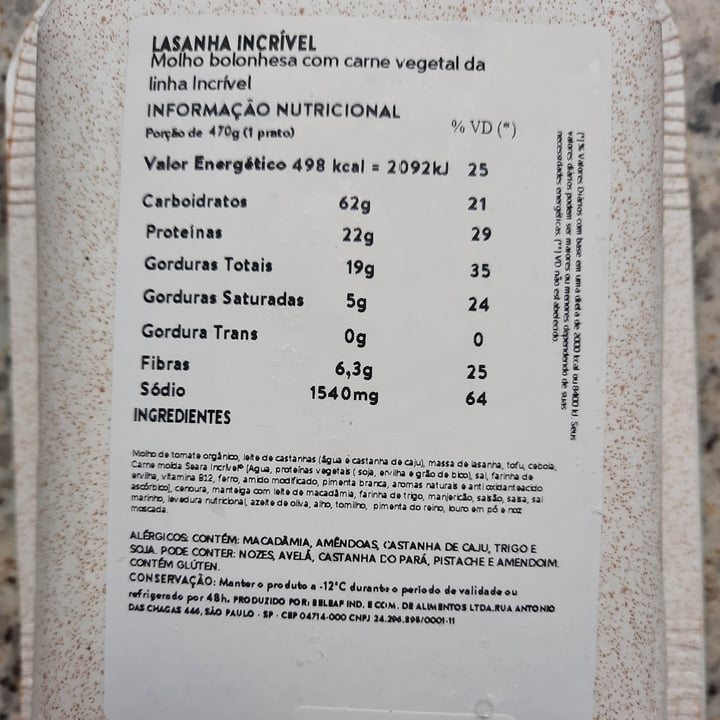 LASANHA INCRÍVEL
Molho bolonhesa com carne vegetal da
linha Incrível
INFORMAÇÃO NUTRICIONAL
Porção de 470g (1 prato) % VD (*)
Valor Energético 498 kcal = 2092kJ 25
Carboidratos 62g 21
Proteínas 22g 29
Gorduras Totais 19g 35
Gorduras Saturadas 5g 24
Gordura Trans 0g 0
Fibras 6,3g 25
Sódio 1540mg 64
INGREDIENTES
Molho de tomate orgânico, leite de castanhas (água e castanha de caju), massa de lasanha, tofu, cebola,
Carne moída Seara Incrível® [Água, proteínas vegetais ( soja, ervilha e grão de bico), sal, farinha de
ervilha, vitamina B12, ferro, amido modificado, pimenta branca, aromas naturais e antioxidanteacido
ascórbico], cenoura, manteiga com leite de macadâmia, farinha de trigo, manjericão, salsão, salsa, sal
marinho, levedura nutricional, azeite de oliva, alho, tomilho, pimenta do reino, louro em pó e noz
moscada.
ALÉRGICOS: CONTÉM: MACADÂMIA, AMÊNDOAS, CASTANHA DE CAJU, TRIGO E
SOJA. PODE CONTER: NOZES, AVELÃ, CASTANHA DO PARÁ, PISTACHE E AMENDOIM.
CONTÉM GLÚTEN.
CONSERVAÇÃO: Manter o produto a -12°C durante o periodo de validade ou
refrigerado por 48h. PRODUZIDO POR: BELEAF IND. E COM. DE ALIMENTOS LTDA.RUA ANTONIO
DAS CHAGAS 446, SÃO PAULO - SP - CEP 04714-000 CNPJ 24.296.895/0001-11
(*) % Valores Diários com base em uma dieta de 2000 kcal ou 8400 kJ. Seus
valores diários podem ser maiores ou menores dependendo de suas
necessidades energéticas. (**) VD não estabelecido